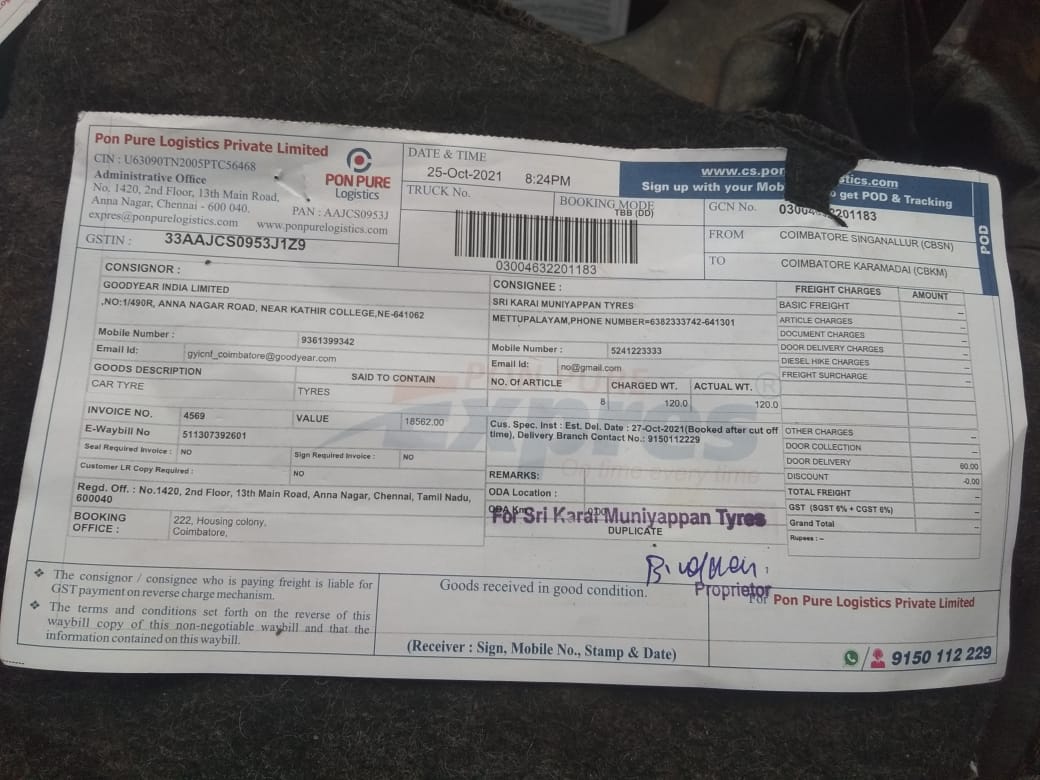 Pon Pure Logistics Private Limited
CIN : U63090TN2005PTC56468
Administrative Office
No. 1420, 2nd Floor, 13th Main Road,
Anna Nagar, Chennai - 600 040.
PAN : AAJCS0953J
expres@ponpurelogistics.com www.ponpurelogistics.com
PON PURE
Logistics
GSTIN : 33AAJCS0953J1Z9
DATE & TIME
25-Oct-2021 8:24PM
TRUCK No.
BOOKING MODE
TBB (DD)
03004632201183
www.cs.pon
stics.com
Sign up with your Mob
get POD & Tracking
GCN No. 03004 2201183
FROM COIMBATORE SINGANALLUR (CBSN)
TO COIMBATORE KARAMADAI (CBKM)
POD
CONSIGNOR :
GOODYEAR INDIA LIMITED
,NO:1/490R, ANNA NAGAR ROAD, NEAR KATHIR COLLEGE,NE-641062
Mobile Number : 9361399342
Email Id: gyicnf_coimbatore@goodyear.com
GOODS DESCRIPTION SAID TO CONTAIN
CAR TYRE TYRES
INVOICE NO. 4569 VALUE 18562.00
E-Waybill No 511307392601
Seal Required Invoice : NO Sign Required Invoice : NO
Customer LR Copy Required : NO
Regd. Off. : No.1420, 2nd Floor, 13th Main Road, Anna Nagar, Chennai, Tamil Nadu,
600040
BOOKING OFFICE : 222, Housing colony,
Coimbatore,
CONSIGNEE :
SRI KARAI MUNIYAPPAN TYRES
METTUPALAYAM,PHONE NUMBER=6382333742-641301
Mobile Number : 5241223333
Email Id: no@gmail.com
NO. Of ARTICLE CHARGED WT. ACTUAL WT.
8 120.0 120.0
Cus. Spec. Inst : Est. Del. Date : 27-Oct-2021(Booked after cut off
time), Delivery Branch Contact No.: 9150112229
REMARKS:
ODA Location :
For Sri Karai Muniyappan Tyres
DUPLICATE
Proprietor
PON PURE
Expres ®
On time every time
FREIGHT CHARGES AMOUNT
BASIC FREIGHT –
ARTICLE CHARGES –
DOCUMENT CHARGES –
DOOR DELIVERY CHARGES –
DIESEL HIKE CHARGES –
FREIGHT SURCHARGE –
OTHER CHARGES –
DOOR COLLECTION –
DOOR DELIVERY 60.00
DISCOUNT -0.00
TOTAL FREIGHT –
GST (SGST 6% + CGST 6%) –
Grand Total –
Rupees : –
❖ The consignor / consignee who is paying freight is liable for
GST payment on reverse charge mechanism.
❖ The terms and conditions set forth on the reverse of this
waybill copy of this non-negotiable waybill and that the
information contained on this waybill.
Goods received in good condition.
(Receiver : Sign, Mobile No., Stamp & Date)
For Pon Pure Logistics Private Limited
/ 9150 112 229